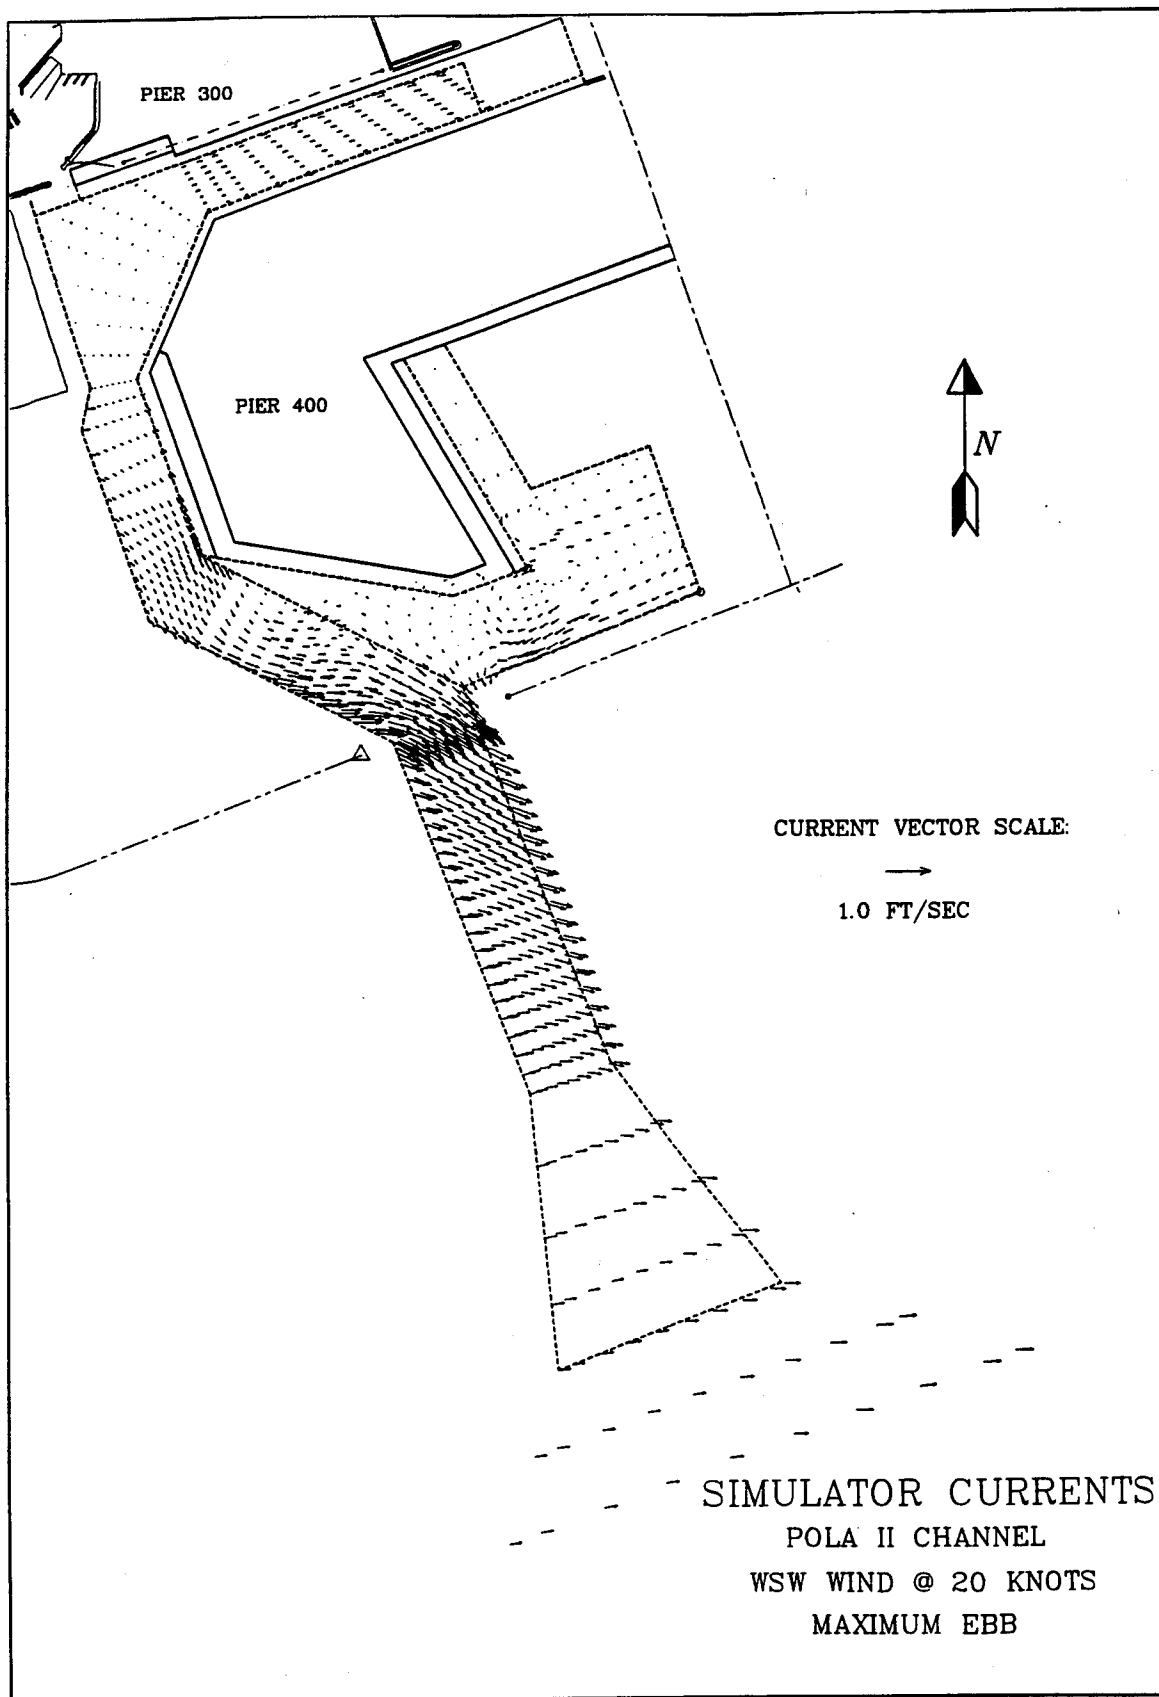 PIER 300
PIER 400
N
CURRENT VECTOR SCALE:
1.0 FT/SEC
SIMULATOR CURRENTS
POLA II CHANNEL
WSW WIND @ 20 KNOTS
MAXIMUM EBB